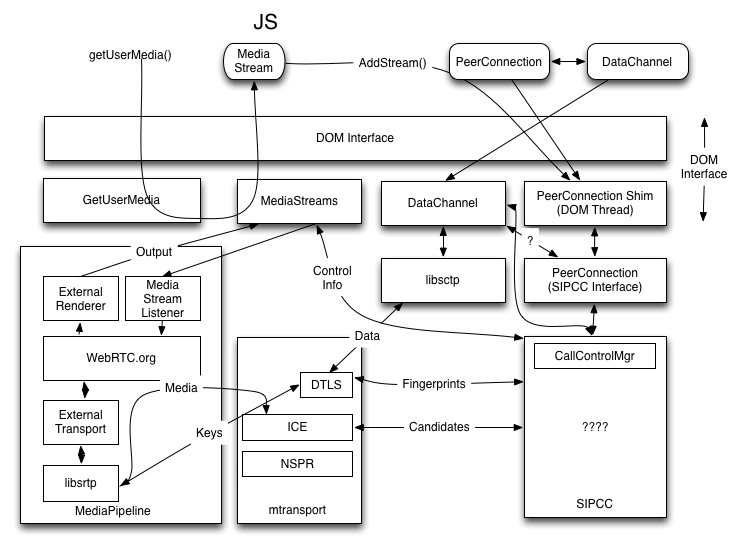 JS
getUserMedia()
Media
Stream
AddStream()
PeerConnection
DataChannel
DOM Interface
DOM
Interface
GetUserMedia
MediaStreams
DataChannel
PeerConnection Shim
(DOM Thread)
?
Output
Control
Info
libsctp
PeerConnection
(SIPCC Interface)
External
Renderer
Media
Stream
Listener
Data
WebRTC.org
CallControlMgr
Media
DTLS
Fingerprints
External
Transport
Keys
ICE
Candidates
????
NSPR
libsrtp
MediaPipeline
mtransport
SIPCC